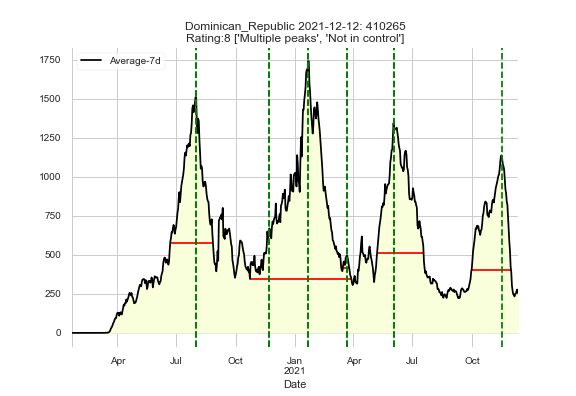 Dominican_Republic 2021-12-12: 410265
Rating:8 ['Multiple peaks', 'Not in control']
Average-7d
1750
1500
1250
1000
750
500
250
0
Apr
Jul
Oct
Jan
2021
Apr
Jul
Oct
Date